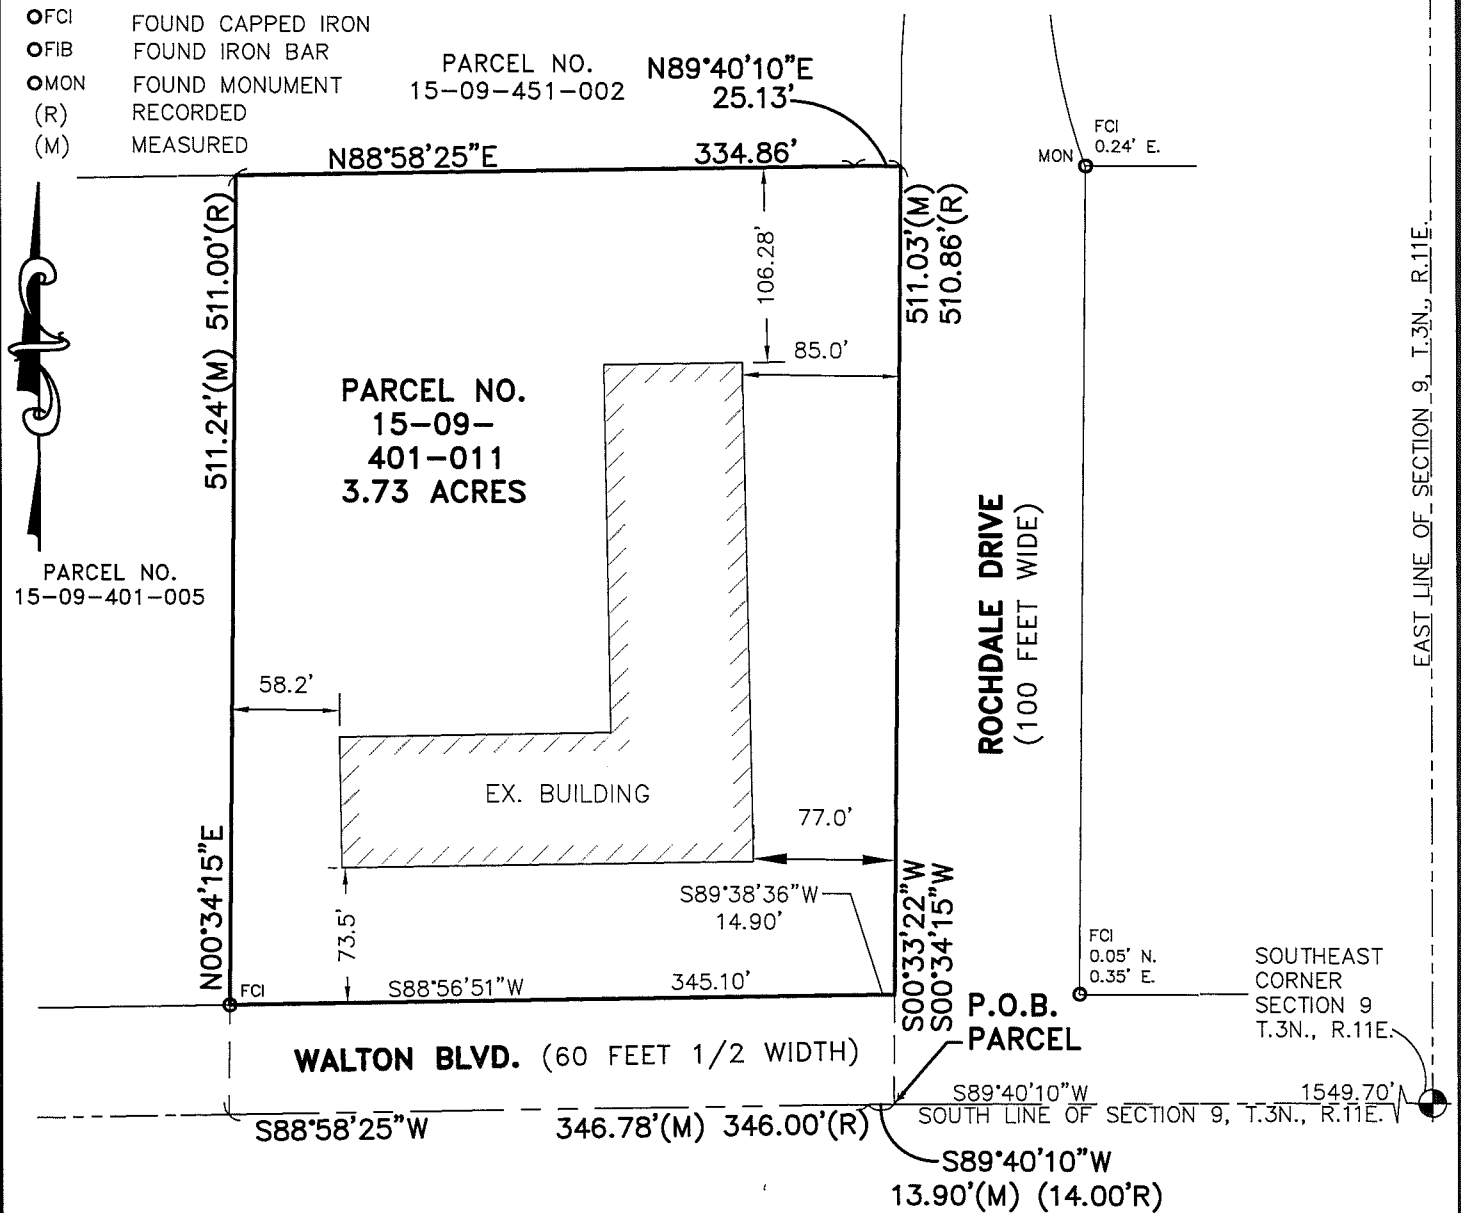 OFCI FOUND CAPPED IRON
OFIB FOUND IRON BAR
OMON FOUND MONUMENT
(R) RECORDED
(M) MEASURED
PARCEL NO.
15-09-451-002
N89°40'10"E
25.13'
N88°58'25"E
334.86'
FCI
0.24' E.
MON
511.24'(M) 511.00'(R)
106.28'
511.03'(M)
510.86'(R)
85.0'
PARCEL NO.
15-09-
401-011
3.73 ACRES
EAST LINE OF SECTION 9, T.3N., R.11E.
PARCEL NO.
15-09-401-005
ROCHDALE DRIVE
(100 FEET WIDE)
58.2'
EX. BUILDING
77.0'
N00°34'15"E
73.5'
S89°38'36"W
14.90'
S00°33'22"W
S00°34'15"W
FCI
S88°56'51"W
345.10'
FCI
0.05' N.
0.35' E.
SOUTHEAST
CORNER
SECTION 9
T.3N., R.11E.
P.O.B.
PARCEL
WALTON BLVD. (60 FEET 1/2 WIDTH)
S89°40'10"W 1549.70'
SOUTH LINE OF SECTION 9, T.3N., R.11E.
S88°58'25"W 346.78'(M) 346.00'(R)
S89°40'10"W
13.90'(M) (14.00'R)